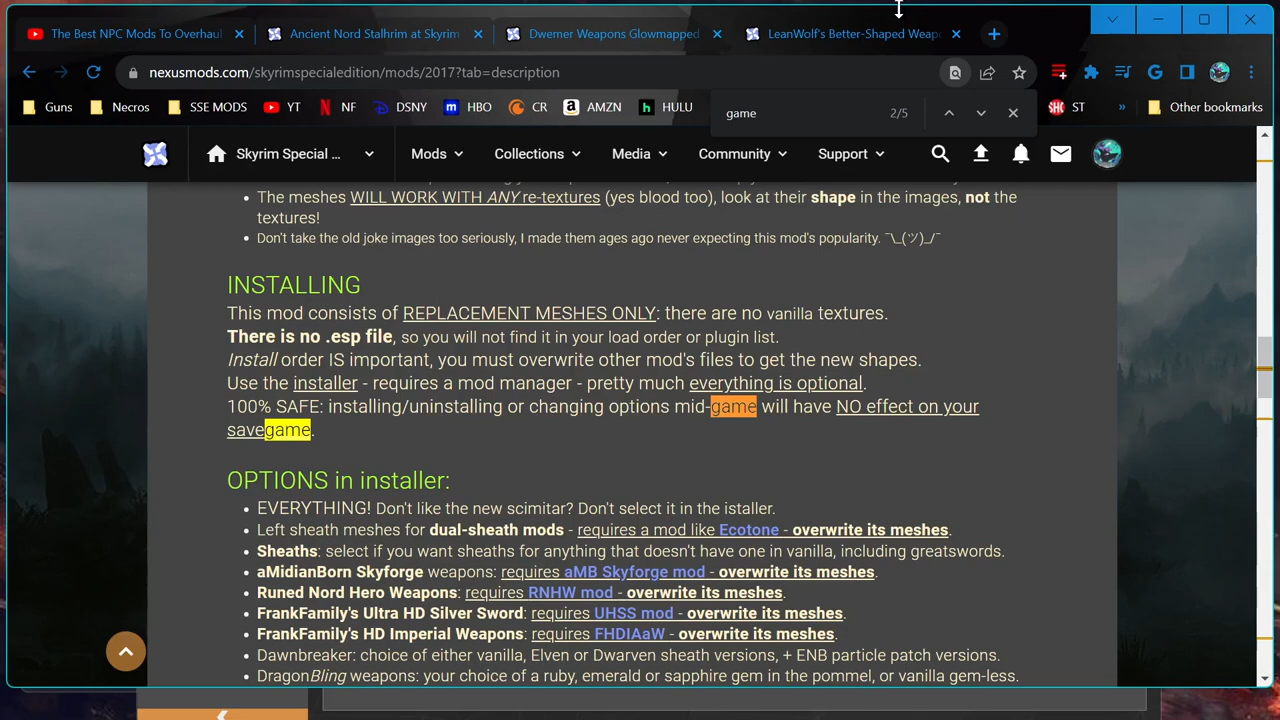 The Best NPC Mods To Overhaul
Ancient Nord Stalhrim at Skyrim
Dwemer Weapons Glowmapped
LeanWolf's Better-Shaped Weapo
nexusmods.com/skyrimspecialedition/mods/2017?tab=description
Guns
Necros
SSE MODS
YT
NF
DSNY
HBO
CR
AMZN
HULU
ST
Other bookmarks
game 2/5
Skyrim Special ...
Mods
Collections
Media
Community
Support
The meshes WILL WORK WITH ANY re-textures (yes blood too), look at their shape in the images, not the
textures!
Don't take the old joke images too seriously, I made them ages ago never expecting this mod's popularity. ¯\_(ツ)_/¯
INSTALLING
This mod consists of REPLACEMENT MESHES ONLY: there are no vanilla textures.
There is no .esp file, so you will not find it in your load order or plugin list.
Install order IS important, you must overwrite other mod's files to get the new shapes.
Use the installer - requires a mod manager - pretty much everything is optional.
100% SAFE: installing/uninstalling or changing options mid-game will have NO effect on your
savegame.
OPTIONS in installer:
EVERYTHING! Don't like the new scimitar? Don't select it in the istaller.
Left sheath meshes for dual-sheath mods - requires a mod like Ecotone - overwrite its meshes.
Sheaths: select if you want sheaths for anything that doesn't have one in vanilla, including greatswords.
aMidianBorn Skyforge weapons: requires aMB Skyforge mod - overwrite its meshes.
Runed Nord Hero Weapons: requires RNHW mod - overwrite its meshes.
FrankFamily's Ultra HD Silver Sword: requires UHSS mod - overwrite its meshes.
FrankFamily's HD Imperial Weapons: requires FHDIAaW - overwrite its meshes.
Dawnbreaker: choice of either vanilla, Elven or Dwarven sheath versions, + ENB particle patch versions.
DragonBling weapons: your choice of a ruby, emerald or sapphire gem in the pommel, or vanilla gem-less.